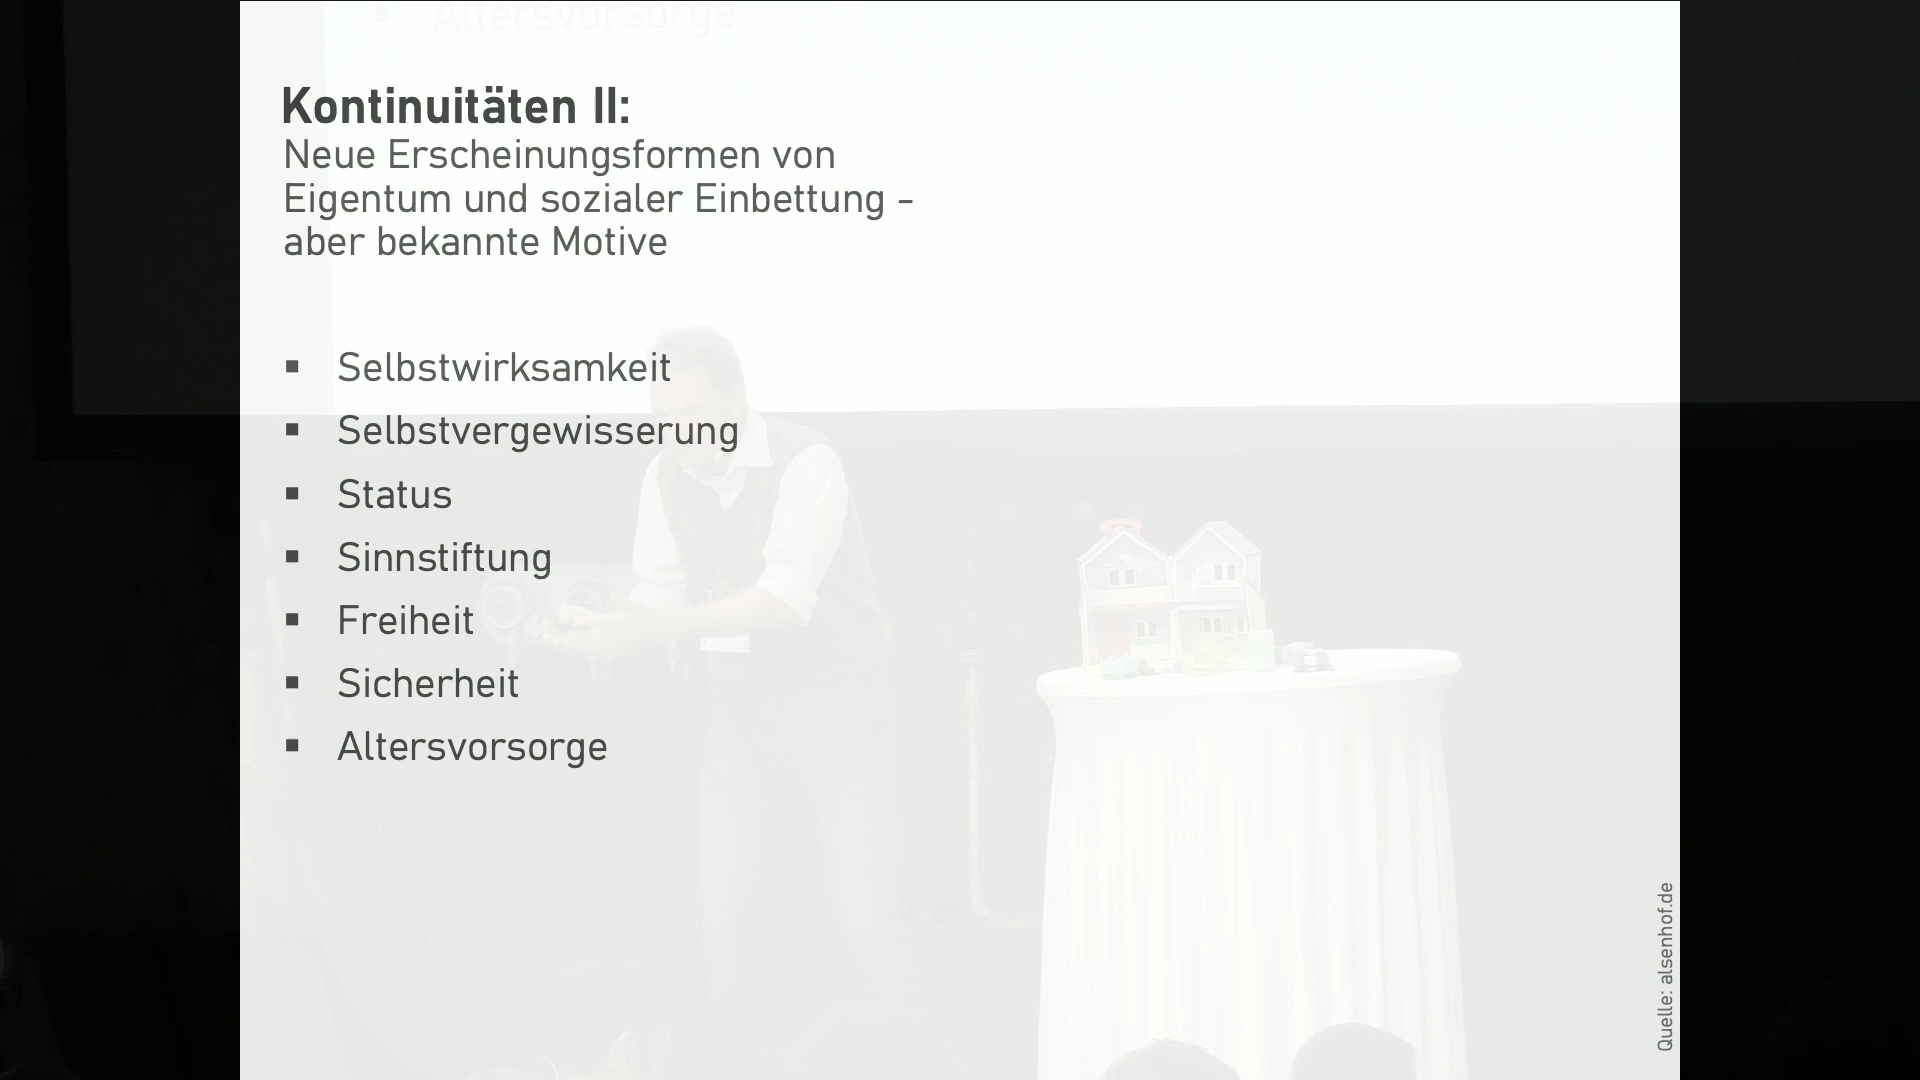 Altersvorsorge
Kontinuitäten II:
Neue Erscheinungsformen von
Eigentum und sozialer Einbettung -
aber bekannte Motive
▪ Selbstwirksamkeit
▪ Selbstvergewisserung
▪ Status
▪ Sinnstiftung
▪ Freiheit
▪ Sicherheit
▪ Altersvorsorge
Quelle: alsenhof.de